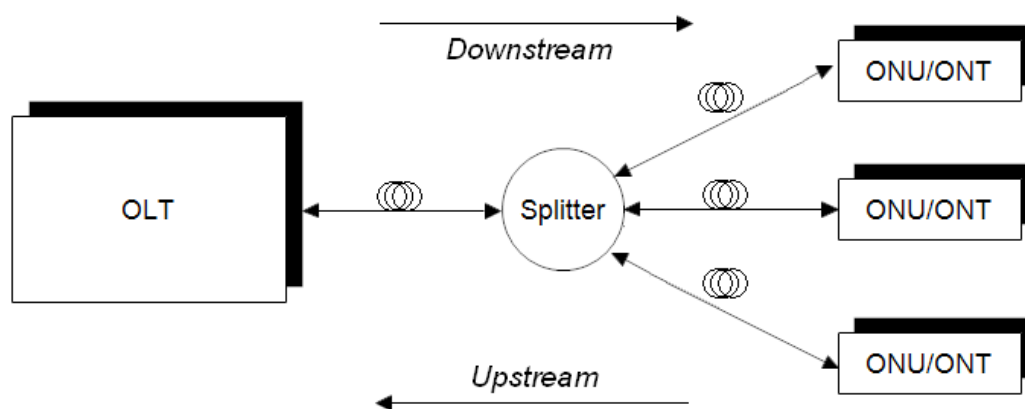 Downstream
ONU/ONT
OLT
Splitter
ONU/ONT
Upstream
ONU/ONT